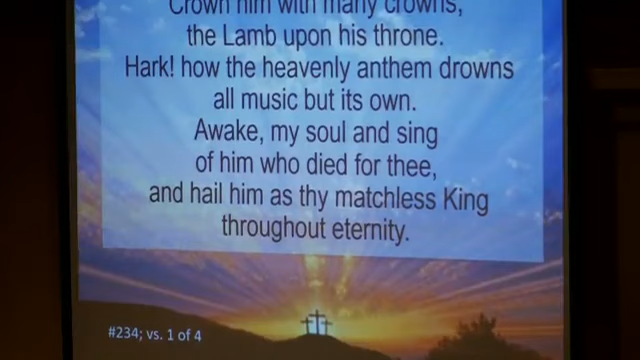 Crown him with many crowns,
the Lamb upon his throne.
Hark! how the heavenly anthem drowns
all music but its own.
Awake, my soul and sing
of him who died for thee,
and hail him as thy matchless King
throughout eternity.
#234; vs. 1 of 4